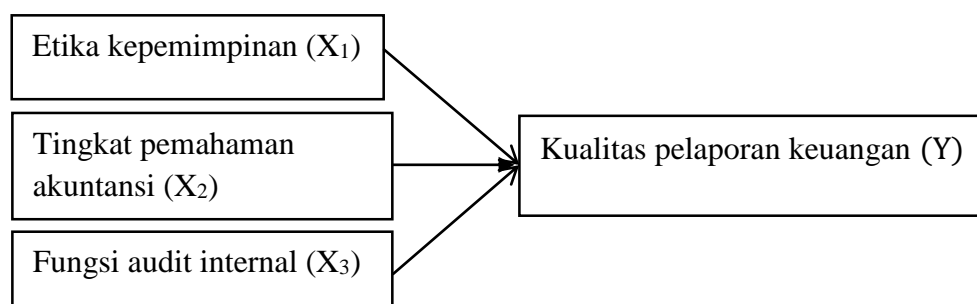 Etika kepemimpinan (X₁)
Tingkat pemahaman
akuntansi (X₂)
Fungsi audit internal (X₃)
Kualitas pelaporan keuangan (Y)